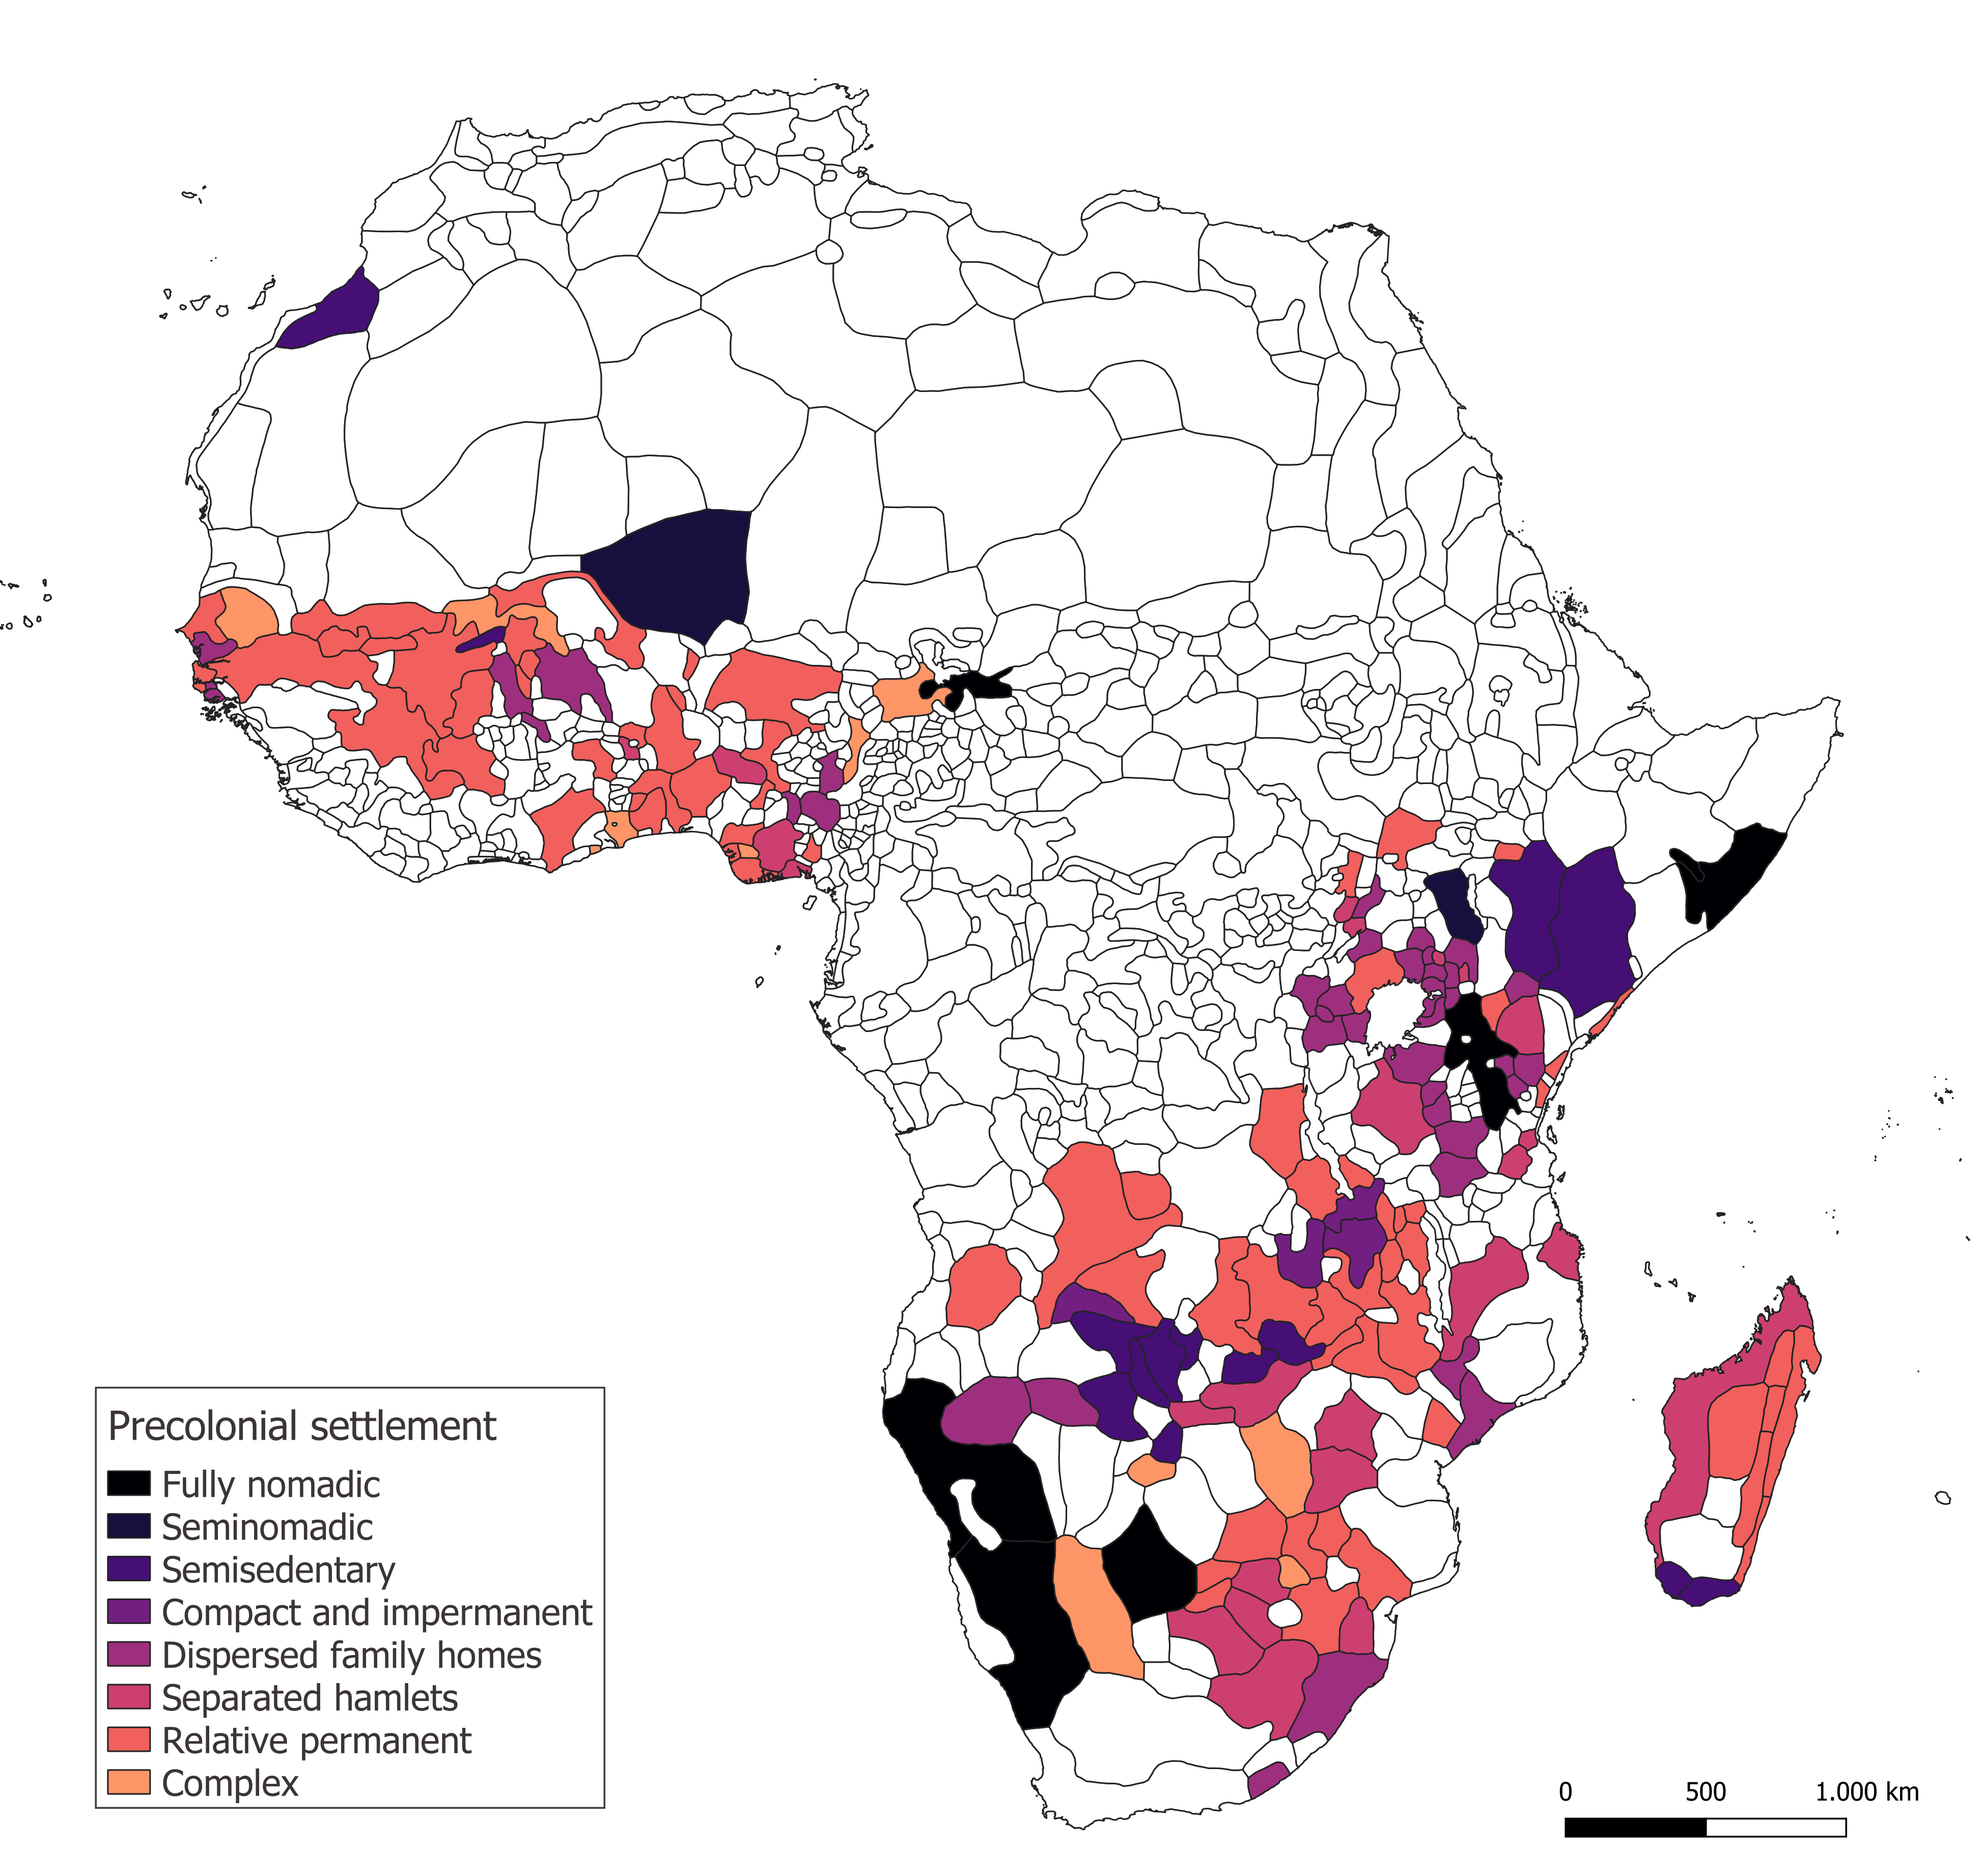 Precolonial settlement
Fully nomadic
Seminomadic
Semisedentary
Compact and impermanent
Dispersed family homes
Separated hamlets
Relative permanent
Complex
0 500 1.000 km